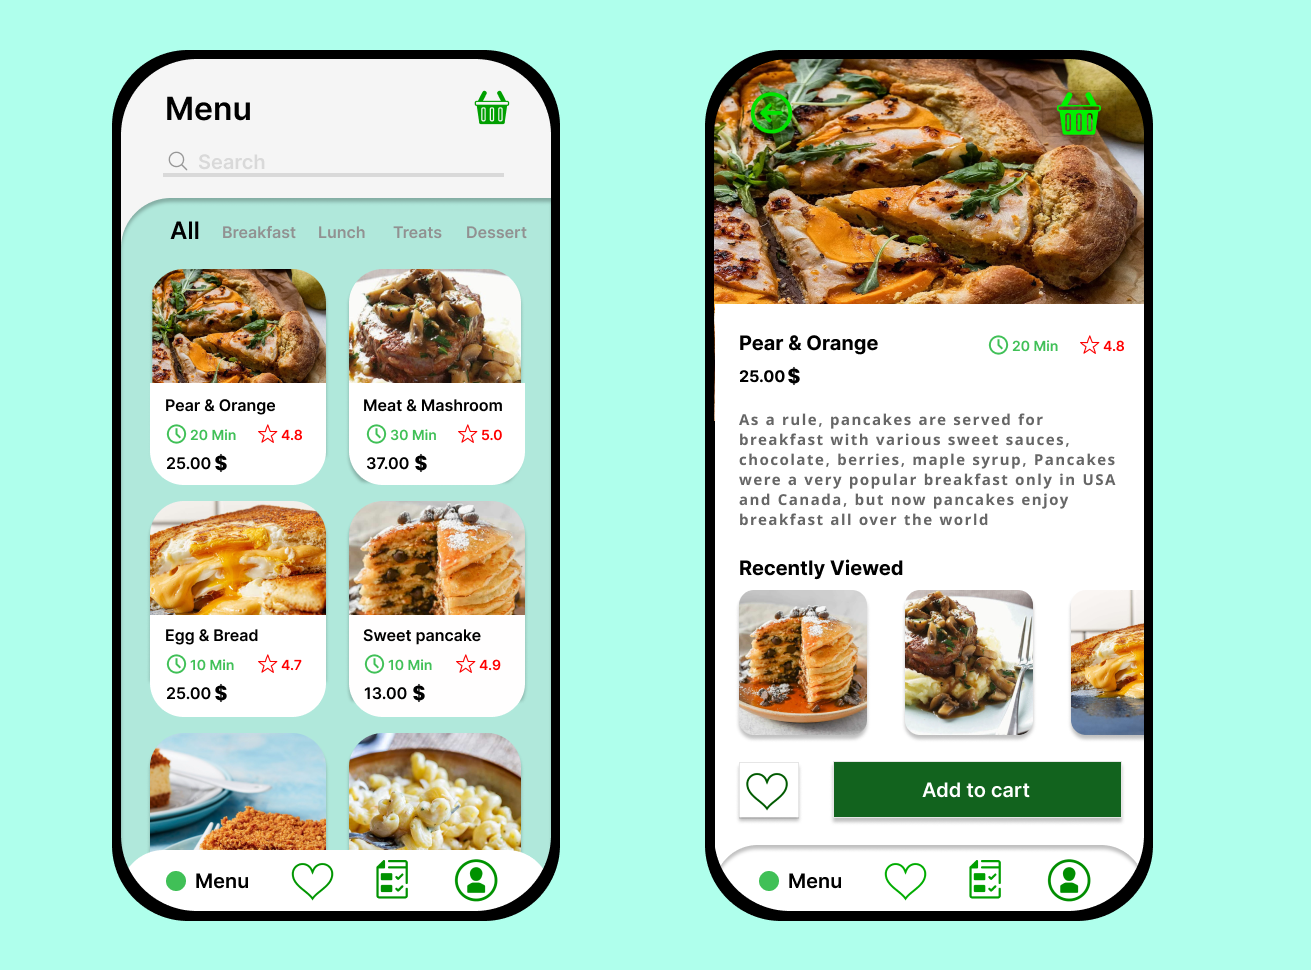 Menu
Search
All Breakfast Lunch Treats Dessert
Pear & Orange
20 Min 4.8
25.00 $
Meat & Mashroom
30 Min 5.0
37.00 $
Egg & Bread
10 Min 4.7
25.00 $
Sweet pancake
10 Min 4.9
13.00 $
Menu
Pear & Orange
20 Min 4.8
25.00 $
As a rule, pancakes are served for
breakfast with various sweet sauces,
chocolate, berries, maple syrup, Pancakes
were a very popular breakfast only in USA
and Canada, but now pancakes enjoy
breakfast all over the world
Recently Viewed
Add to cart
Menu